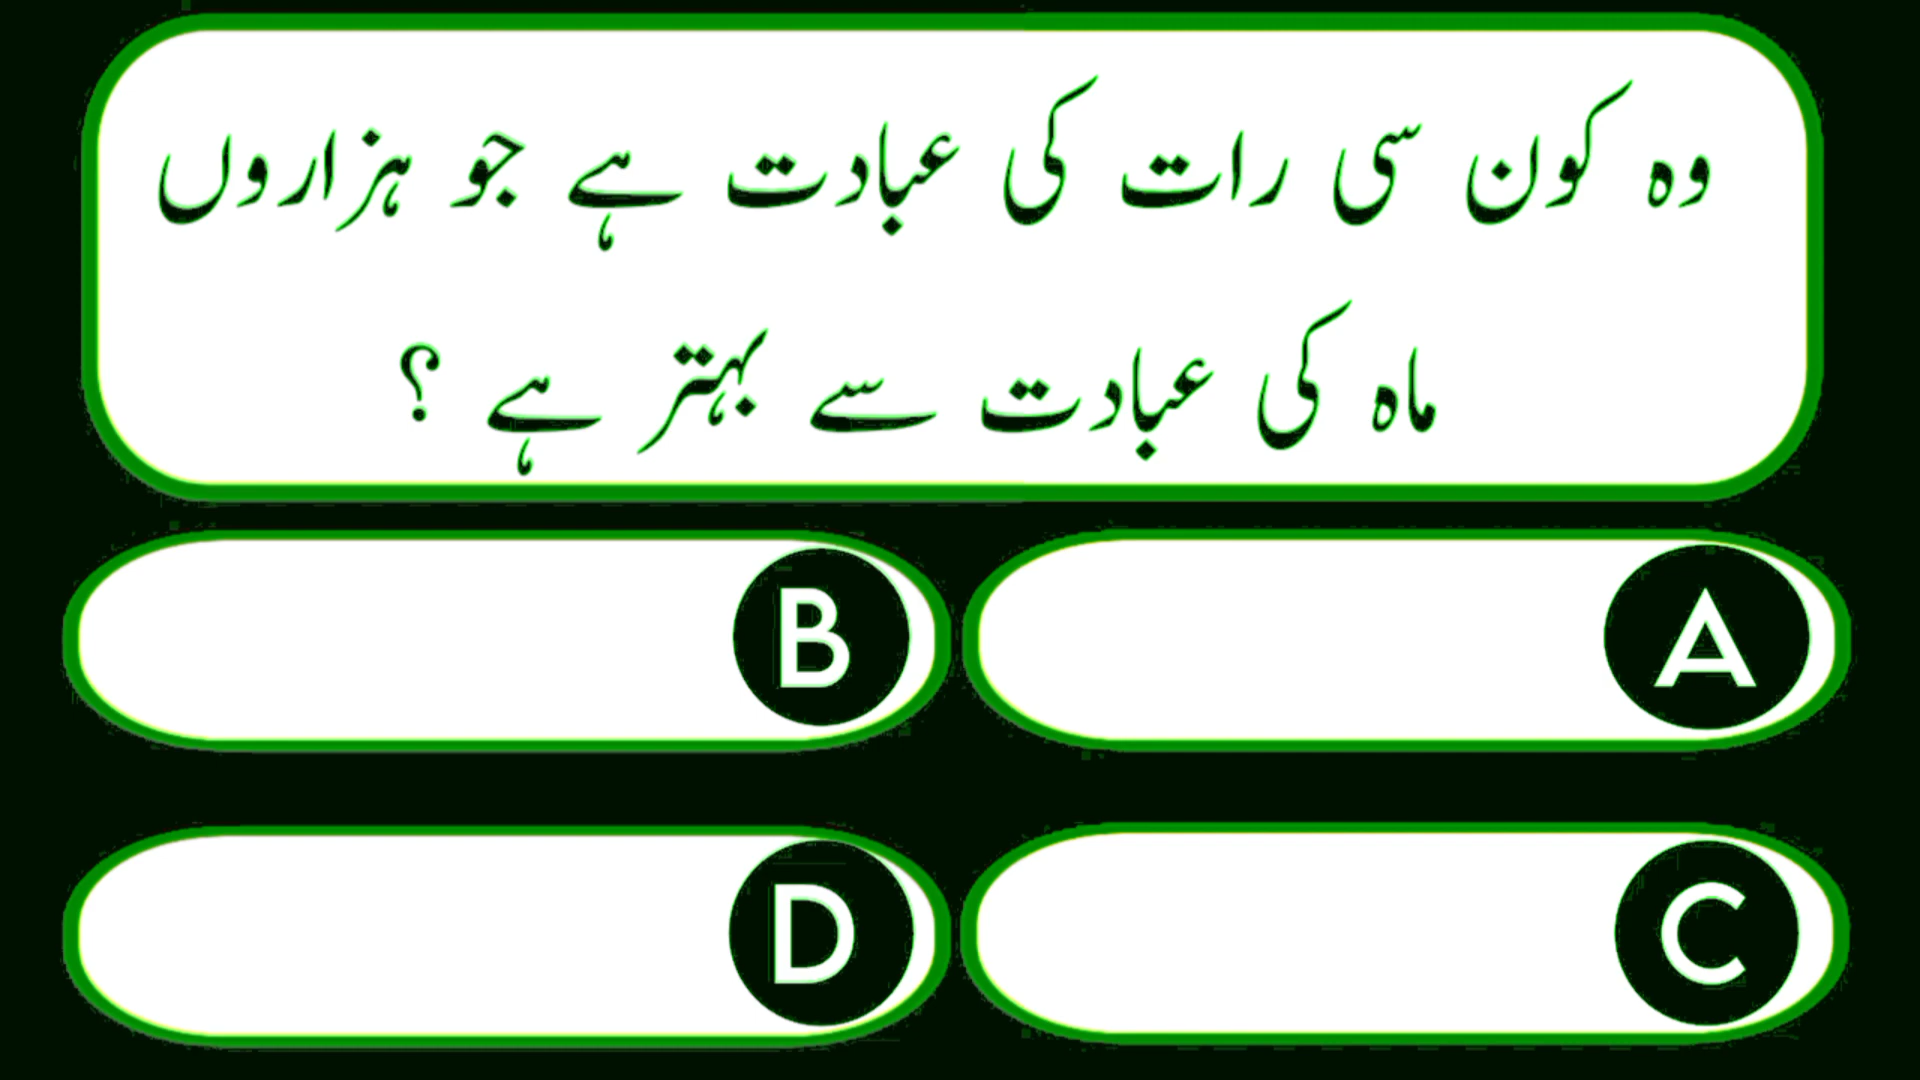 وہ کون سی رات کی عبادت ہے جو ہزاروں
ماہ کی عبادت سے بہتر ہے ؟
A
B
C
D